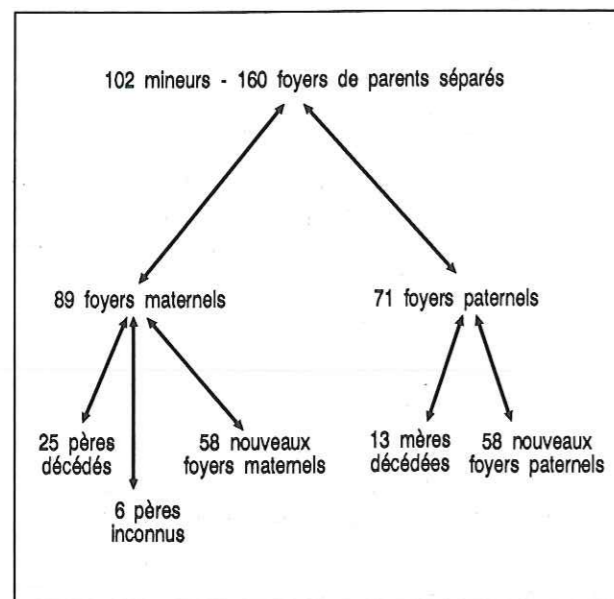 102 mineurs - 160 foyers de parents séparés
89 foyers maternels
71 foyers paternels
25 pères
décédés
6 pères
inconnus
58 nouveaux
foyers maternels
13 mères
décédées
58 nouveaux
foyers paternels